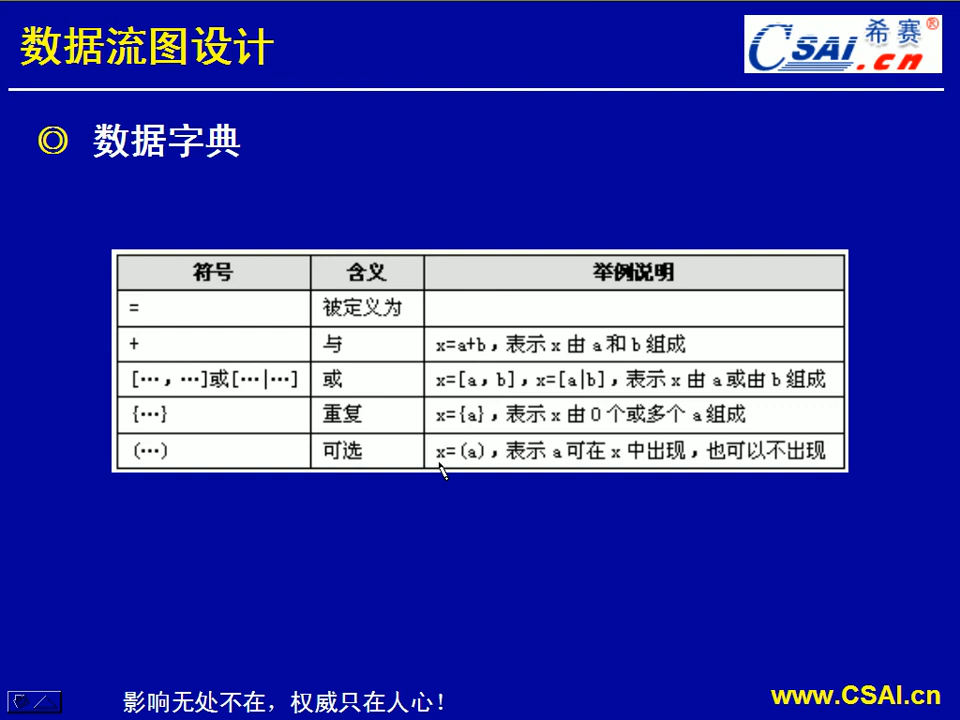 数据流图设计
CSAI.cn 希赛®
◎ 数据字典
符号 含义 举例说明
= 被定义为
+ 与 x=a+b，表示 x 由 a 和 b 组成
[…，…]或[…|…] 或 x=[a，b]，x=[a|b]，表示 x 由 a 或由 b 组成
{…} 重复 x={a}，表示 x 由 0 个或多个 a 组成
(…) 可选 x=(a)，表示 a 可在 x 中出现，也可以不出现
影响无处不在，权威只在人心！
www.CSAI.cn